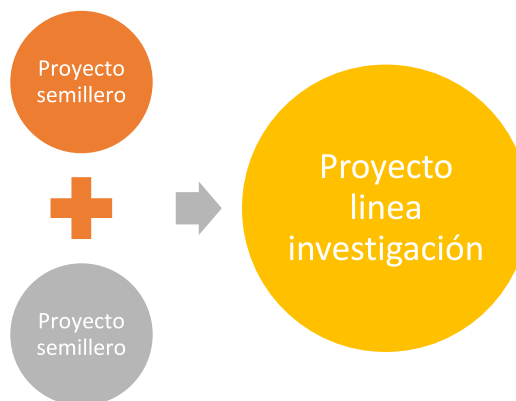 Proyecto
semillero
Proyecto
semillero
Proyecto
linea
investigación